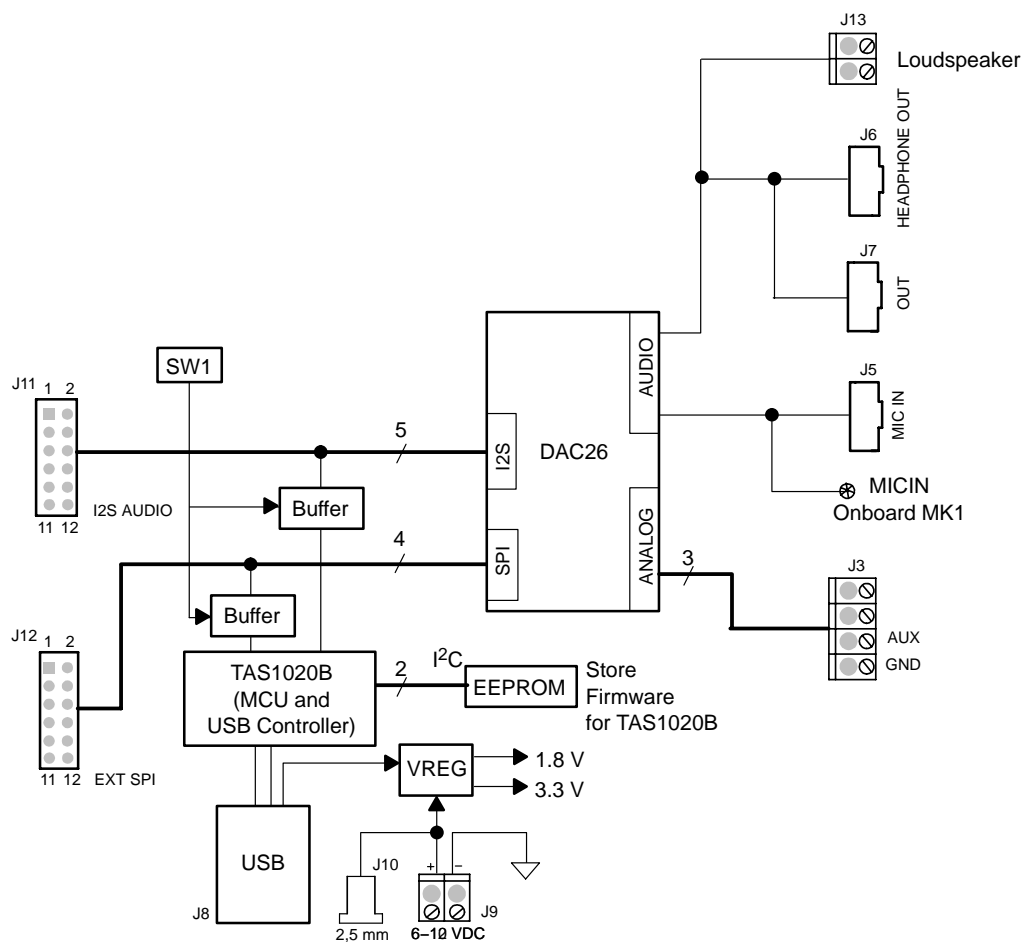 J13
Loudspeaker
J6
HEADPHONE OUT
J7
OUT
J5
MIC IN
MICIN
Onboard MK1
AUDIO
I2S
DAC26
SPI
ANALOG
SW1
J11
1 2
11 12
I2S AUDIO
5
Buffer
4
Buffer
3
J3
AUX
GND
J12
1 2
11 12
EXT SPI
TAS1020B
(MCU and
USB Controller)
2
I²C
EEPROM
Store
Firmware
for TAS1020B
VREG
1.8 V
3.3 V
USB
J8
J10
2,5 mm
+ −
J9
VDC